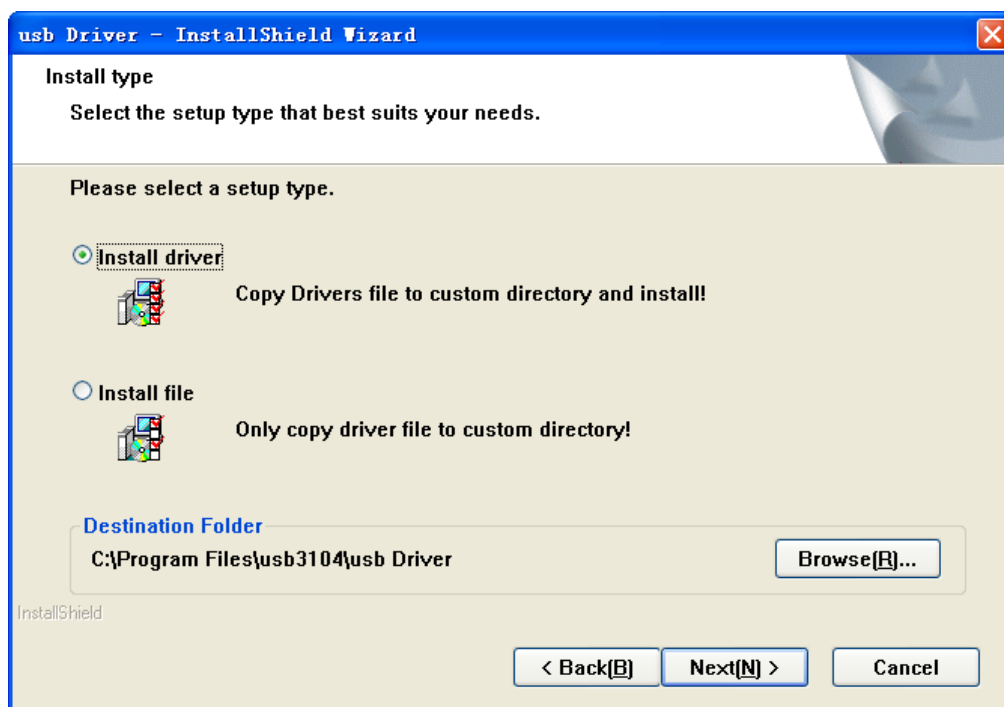 usb Driver - InstallShield Wizard
Install type
Select the setup type that best suits your needs.
Please select a setup type.
Install driver
Copy Drivers file to custom directory and install!
Install file
Only copy driver file to custom directory!
Destination Folder
C:\Program Files\usb3104\usb Driver
Browse(R)...
InstallShield
< Back(B)
Next(N) >
Cancel